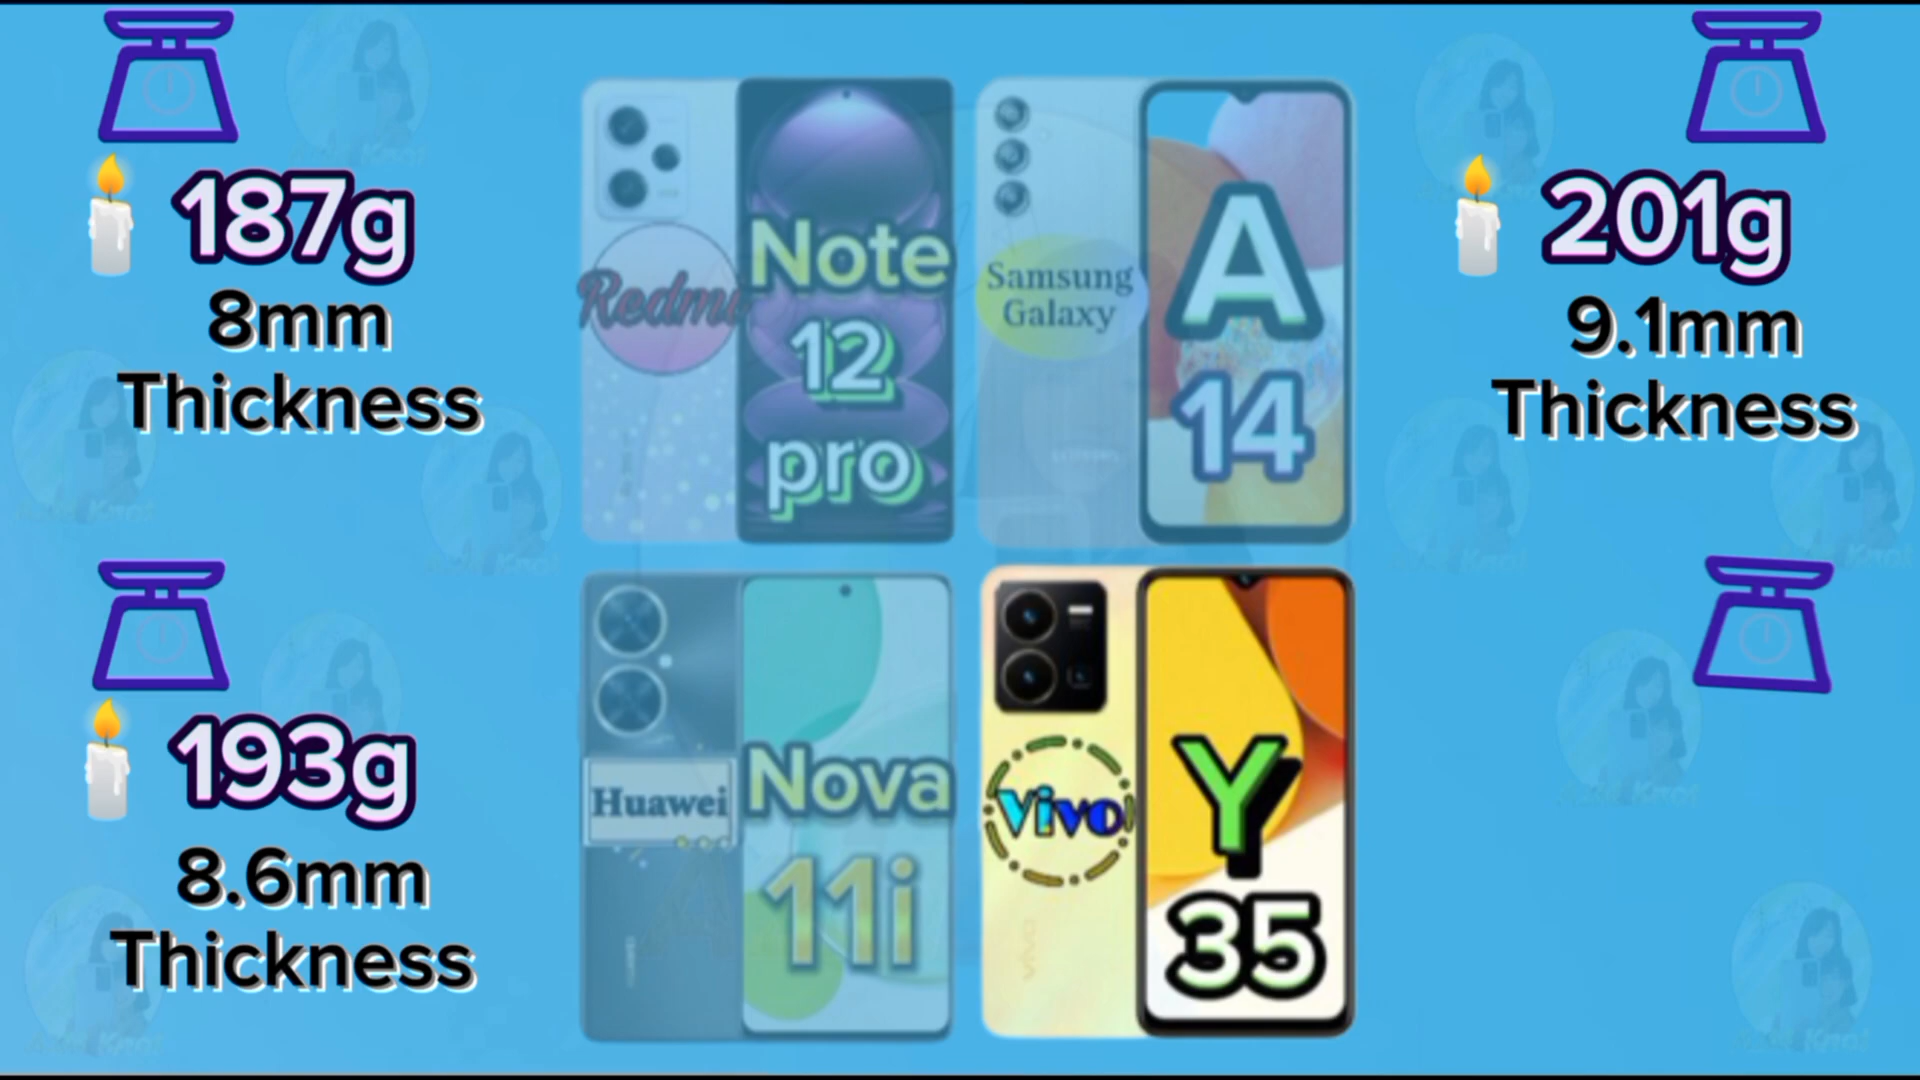 187g
8mm
Thickness
Redmi
Note
12
pro
Samsung
Galaxy
A
14
201g
9.1mm
Thickness
193g
8.6mm
Thickness
Huawei
Nova
11i
Vivo
vivo
Y
35